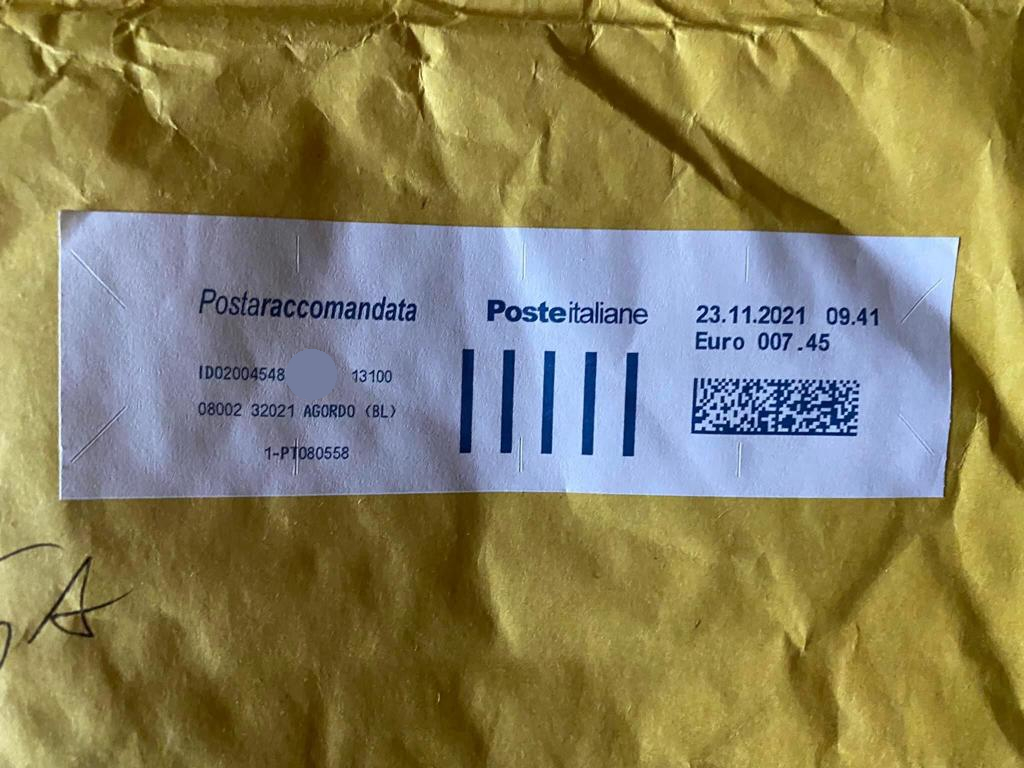 Postaraccomandata
Posteitaliane
23.11.2021 09.41
Euro 007.45
ID02004548 13100
08002 32021 AGORDO (BL)
1-PT080558
A